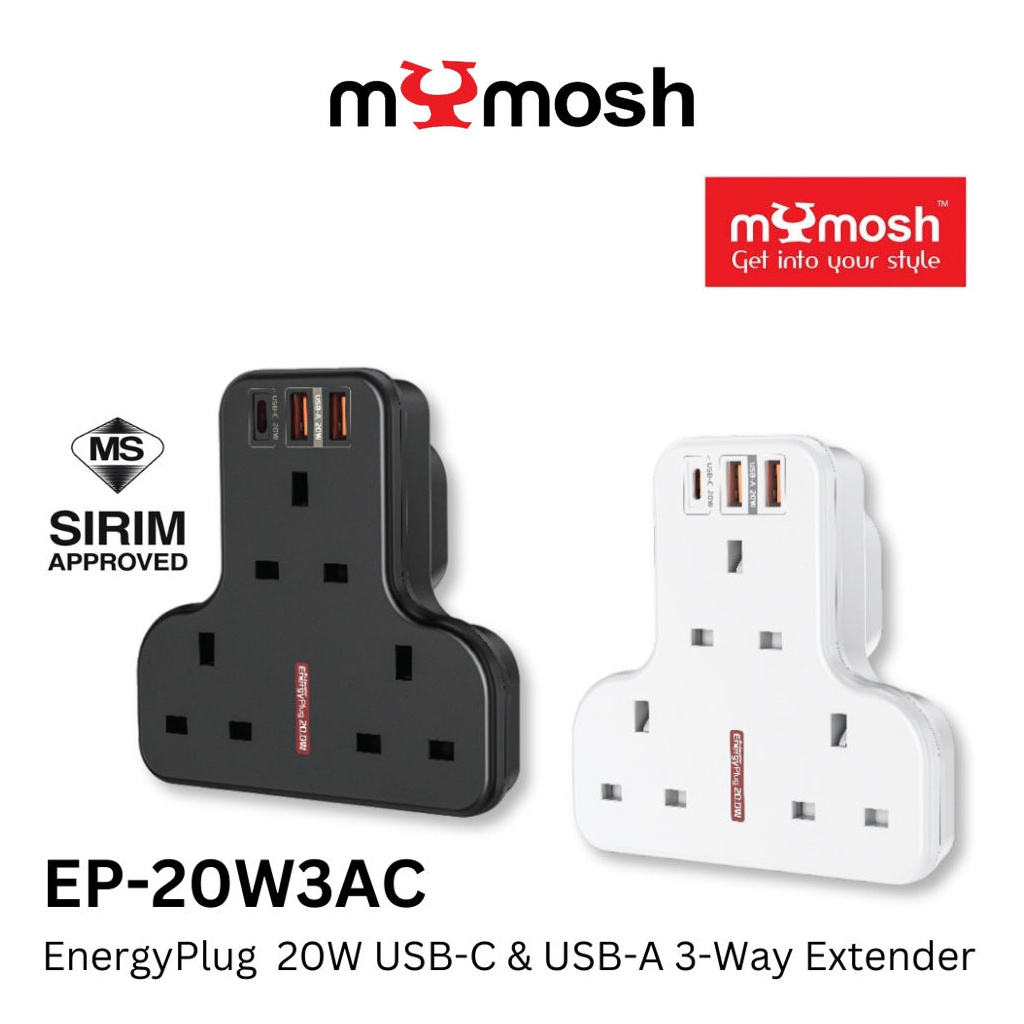 mymosh
mymosh™
Get into your style
MS
SIRIM
APPROVED
USB-C 20W
USB-A 20W
EnergyPlug 20.0W
USB-C 20W
USB-A 20W
EnergyPlug 20.0W
EP-20W3AC
EnergyPlug 20W USB-C & USB-A 3-Way Extender